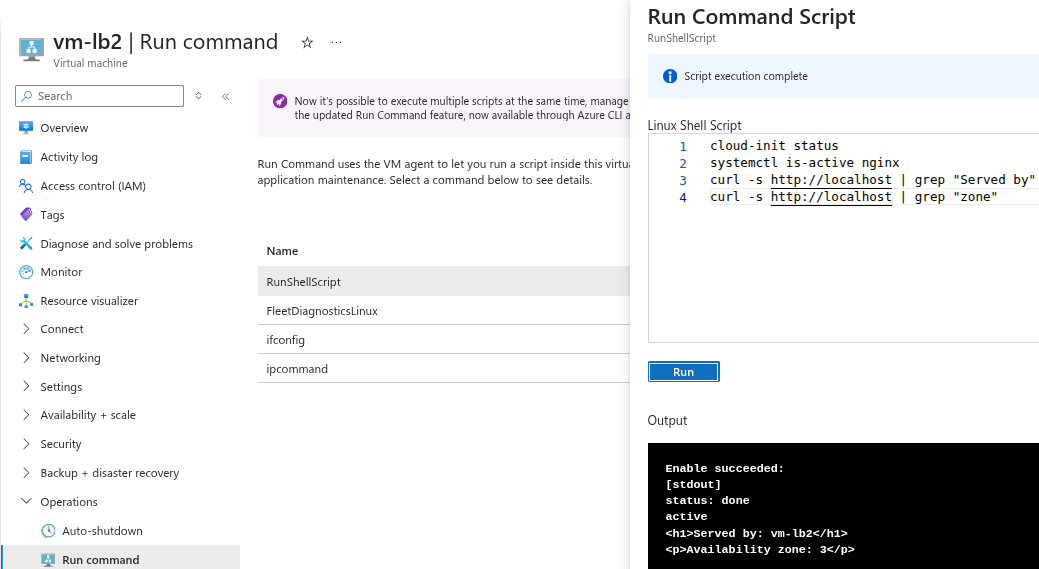 vm-lb2 | Run command
Virtual machine
Search
Overview
Activity log
Access control (IAM)
Tags
Diagnose and solve problems
Monitor
Resource visualizer
Connect
Networking
Settings
Availability + scale
Security
Backup + disaster recovery
Operations
Auto-shutdown
Run command
Now it's possible to execute multiple scripts at the same time, manage
the updated Run Command feature, now available through Azure CLI a
Run Command uses the VM agent to let you run a script inside this virtua
application maintenance. Select a command below to see details.
Name
RunShellScript
FleetDiagnosticsLinux
ifconfig
ipcommand
Run Command Script
RunShellScript
Script execution complete
Linux Shell Script
1 cloud-init status
2 systemctl is-active nginx
3 curl -s http://localhost | grep "Served by"
4 curl -s http://localhost | grep "zone"
Run
Output
Enable succeeded:
[stdout]
status: done
active
<h1>Served by: vm-lb2</h1>
<p>Availability zone: 3</p>